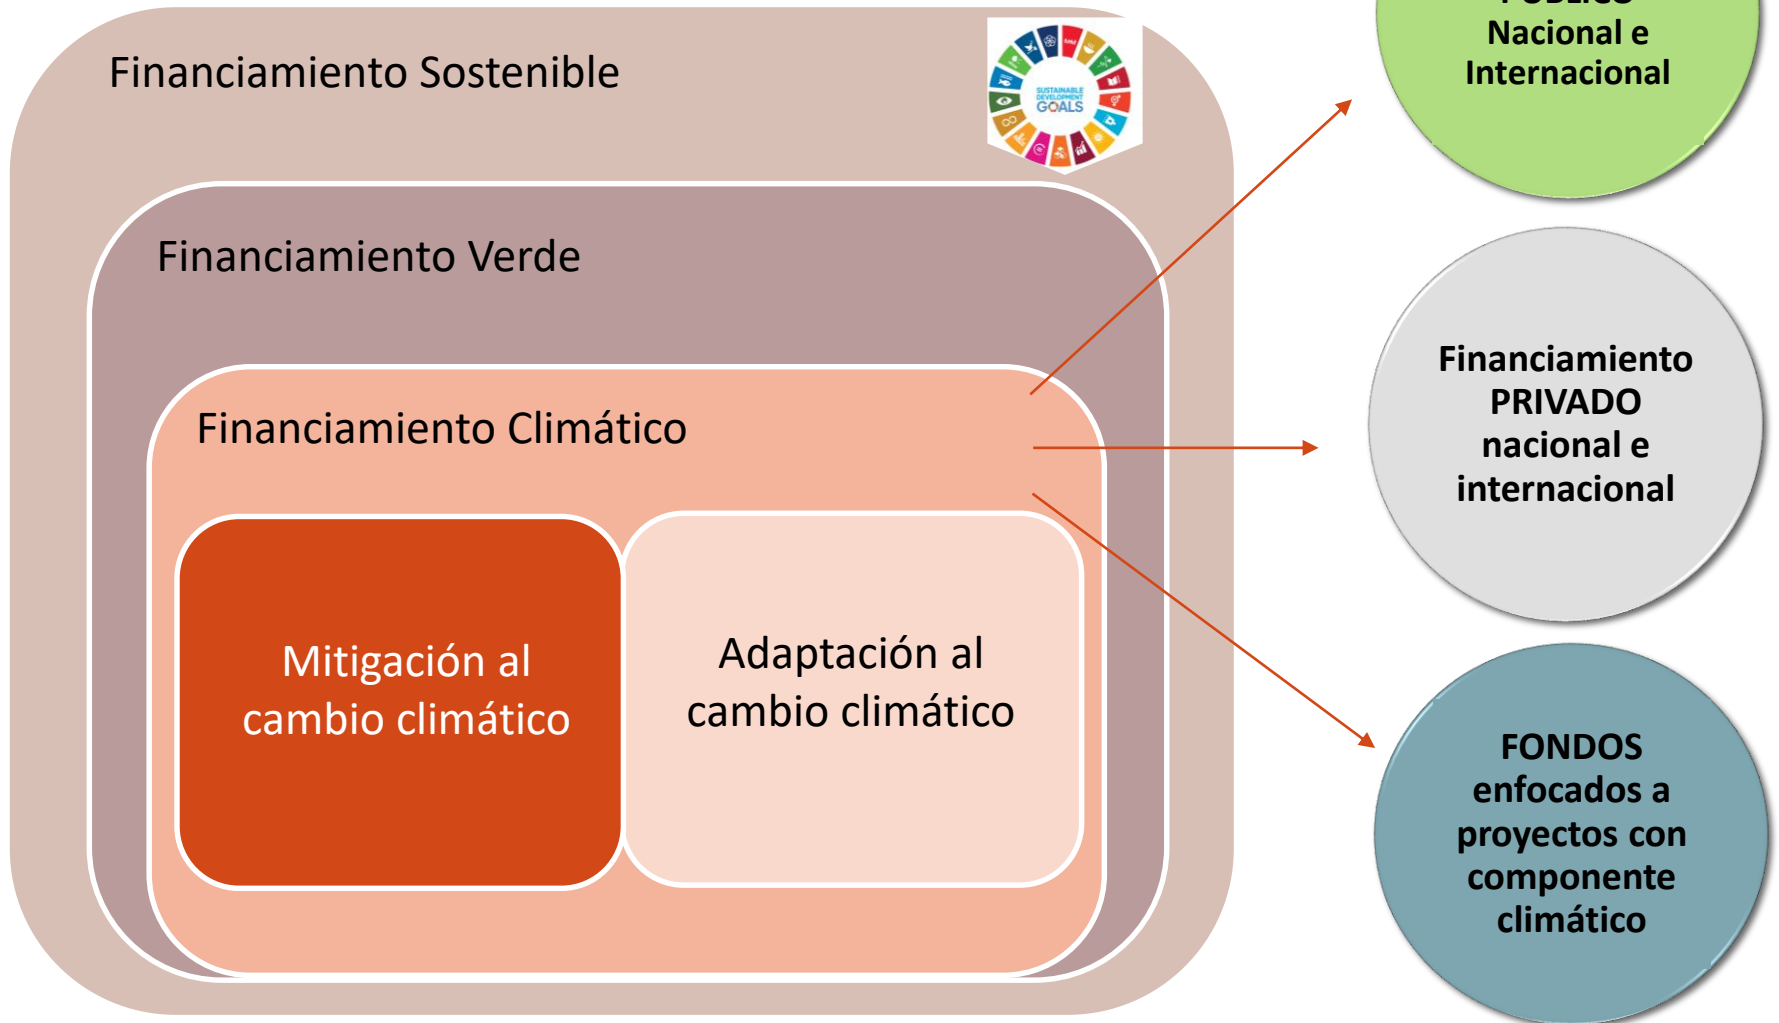 Financiamiento Sostenible
SUSTAINABLE
DEVELOPMENT
GOALS
Financiamiento Verde
Financiamiento Climático
Mitigación al
cambio climático
Adaptación al
cambio climático
Nacional e
Internacional
Financiamiento
PRIVADO
nacional e
internacional
FONDOS
enfocados a
proyectos con
componente
climático